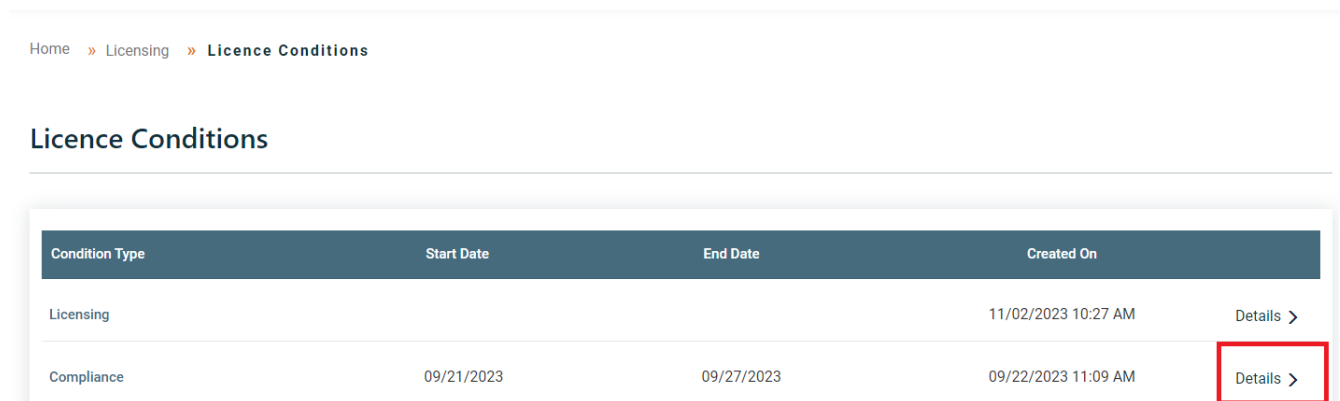 Home » Licensing » Licence Conditions
Licence Conditions
Condition Type Start Date End Date Created On
Licensing 11/02/2023 10:27 AM Details >
Compliance 09/21/2023 09/27/2023 09/22/2023 11:09 AM Details >